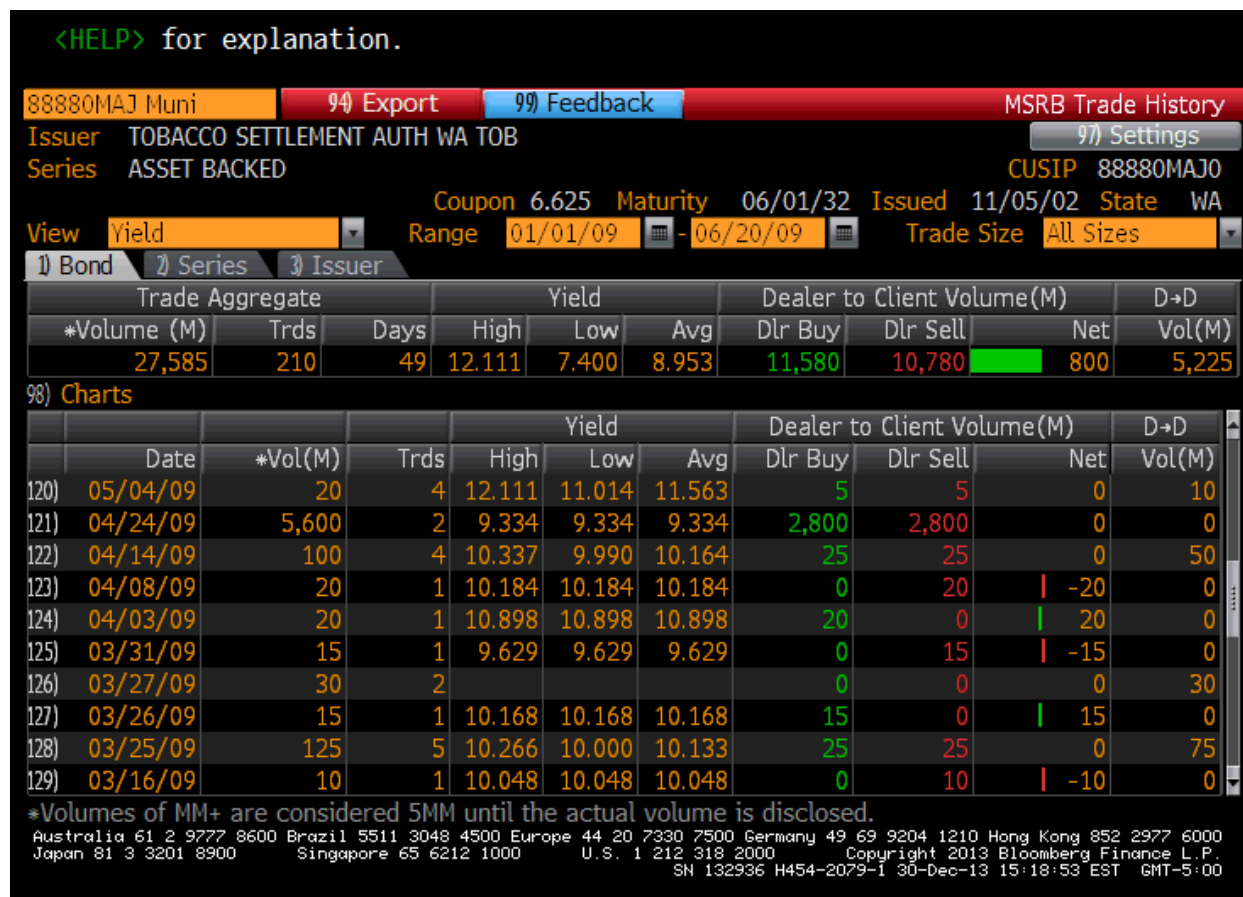 <HELP> for explanation.
88880MAJ Muni 94) Export 99) Feedback MSRB Trade History
Issuer TOBACCO SETTLEMENT AUTH WA TOB 97) Settings
Series ASSET BACKED CUSIP 88880MAJ0
Coupon 6.625 Maturity 06/01/32 Issued 11/05/02 State WA
View Yield Range 01/01/09 - 06/20/09 Trade Size All Sizes
1) Bond 2) Series 3) Issuer
Trade Aggregate Yield Dealer to Client Volume(M) D→D
*Volume (M) Trds Days High Low Avg Dlr Buy Dlr Sell Net Vol(M)
27,585 210 49 12.111 7.400 8.953 11,580 10,780 800 5,225
98) Charts
Yield Dealer to Client Volume(M) D→D
Date *Vol(M) Trds High Low Avg Dlr Buy Dlr Sell Net Vol(M)
120) 05/04/09 20 4 12.111 11.014 11.563 5 5 0 10
121) 04/24/09 5,600 2 9.334 9.334 9.334 2,800 2,800 0 0
122) 04/14/09 100 4 10.337 9.990 10.164 25 25 0 50
123) 04/08/09 20 1 10.184 10.184 10.184 0 20 -20 0
124) 04/03/09 20 1 10.898 10.898 10.898 20 0 20 0
125) 03/31/09 15 1 9.629 9.629 9.629 0 15 -15 0
126) 03/27/09 30 2 0 0 0 30
127) 03/26/09 15 1 10.168 10.168 10.168 15 0 15 0
128) 03/25/09 125 5 10.266 10.000 10.133 25 25 0 75
129) 03/16/09 10 1 10.048 10.048 10.048 0 10 -10 0
*Volumes of MM+ are considered 5MM until the actual volume is disclosed.
Australia 61 2 9777 8600 Brazil 5511 3048 4500 Europe 44 20 7330 7500 Germany 49 69 9204 1210 Hong Kong 852 2977 6000
Japan 81 3 3201 8900 Singapore 65 6212 1000 U.S. 1 212 318 2000 Copyright 2013 Bloomberg Finance L.P.
SN 132936 H454-2079-1 30-Dec-13 15:18:53 EST GMT-5:00